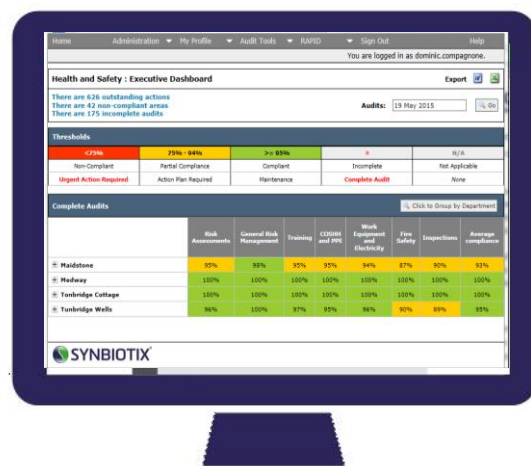 Home Administration My Profile Audit Tools RAPID Sign Out Help
You are logged in as dominic.compagnone.
Health and Safety : Executive Dashboard Export
There are 626 outstanding actions
There are 42 non-compliant areas
There are 175 incomplete audits
Audits: 19 May 2015 Go
Thresholds
<75% 75% - 94% >= 95% # N/A
Non-Compliant Partial Compliance Compliant Incomplete Not Applicable
Urgent Action Required Action Plan Required Maintenance Complete Audit None
Complete Audits Click to Group by Department
Risk Assessments General Risk Management Training COSHH and PPE Work Equipment and Electricity Fire Safety Inspections Average compliance
Maidstone 95% 98% 95% 95% 94% 87% 90% 93%
Medway 100% 100% 100% 100% 100% 100% 100% 100%
Tonbridge Cottage 100% 100% 100% 100% 100% 100% 100% 100%
Tunbridge Wells 96% 100% 97% 95% 96% 90% 89% 95%
SYNBIOTIX